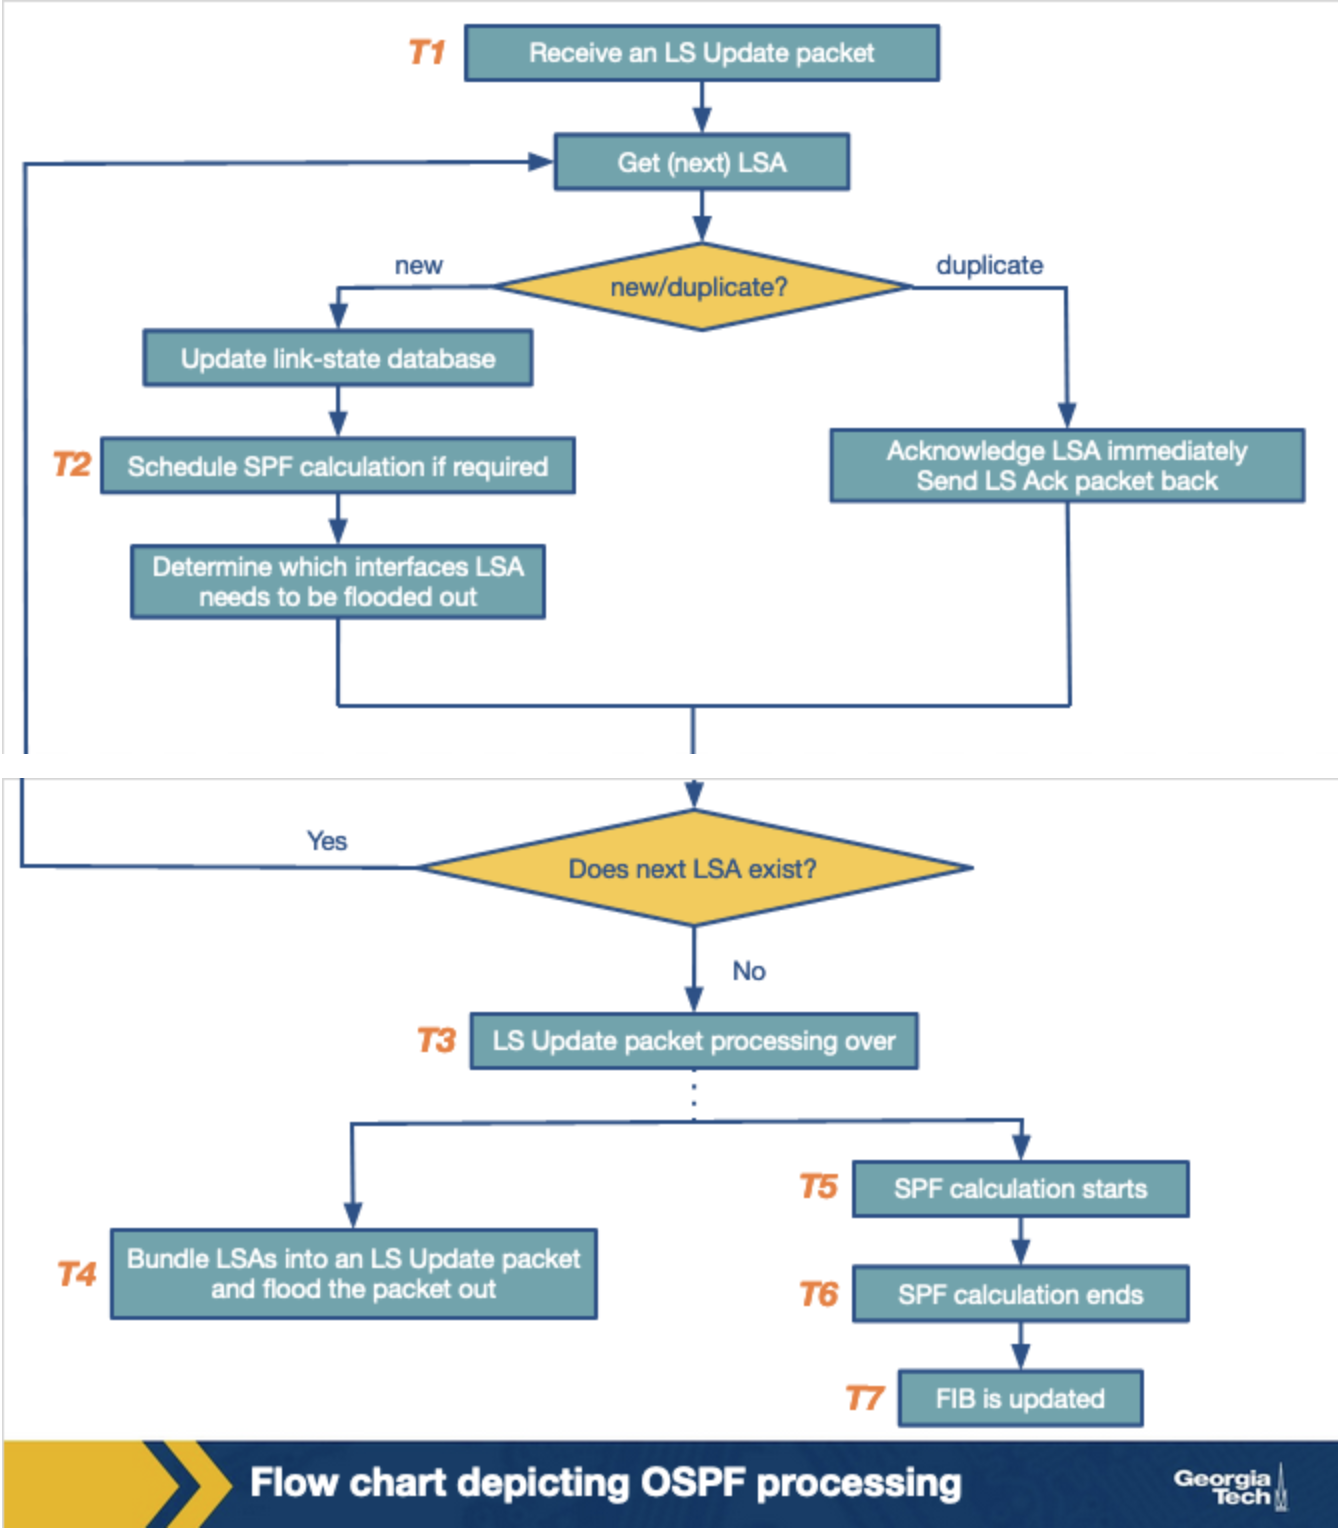 T1
Receive an LS Update packet
Get (next) LSA
new
new/duplicate?
duplicate
Update link-state database
T2
Schedule SPF calculation if required
Acknowledge LSA immediately
Send LS Ack packet back
Determine which interfaces LSA
needs to be flooded out
Yes
Does next LSA exist?
No
T3
LS Update packet processing over
T5
SPF calculation starts
T4
Bundle LSAs into an LS Update packet
and flood the packet out
T6
SPF calculation ends
T7
FIB is updated
Flow chart depicting OSPF processing
Georgia
Tech